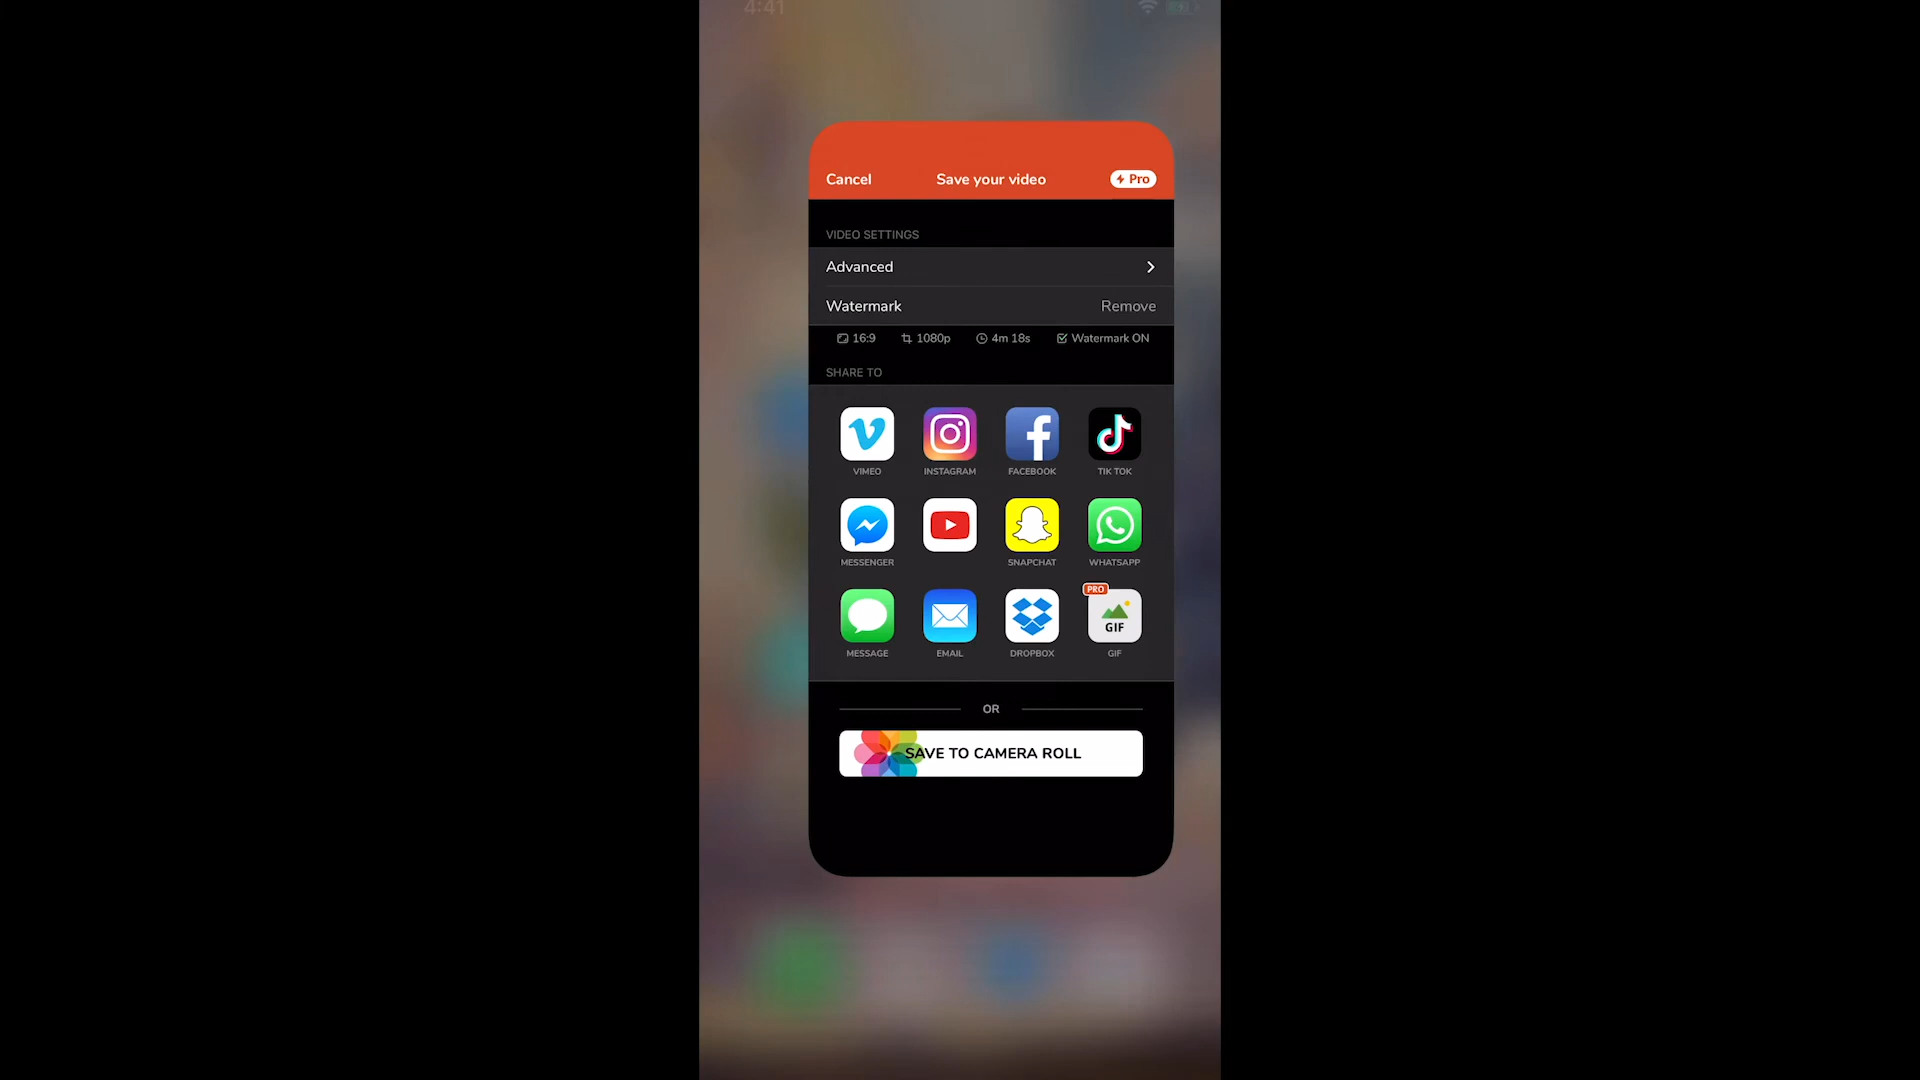 4:41
Cancel Save your video Pro
VIDEO SETTINGS
Advanced
Watermark Remove
16:9 1080p 4m 18s Watermark ON
SHARE TO
VIMEO INSTAGRAM FACEBOOK TIK TOK
MESSENGER SNAPCHAT WHATSAPP
PRO
GIF
MESSAGE EMAIL DROPBOX GIF
OR
SAVE TO CAMERA ROLL